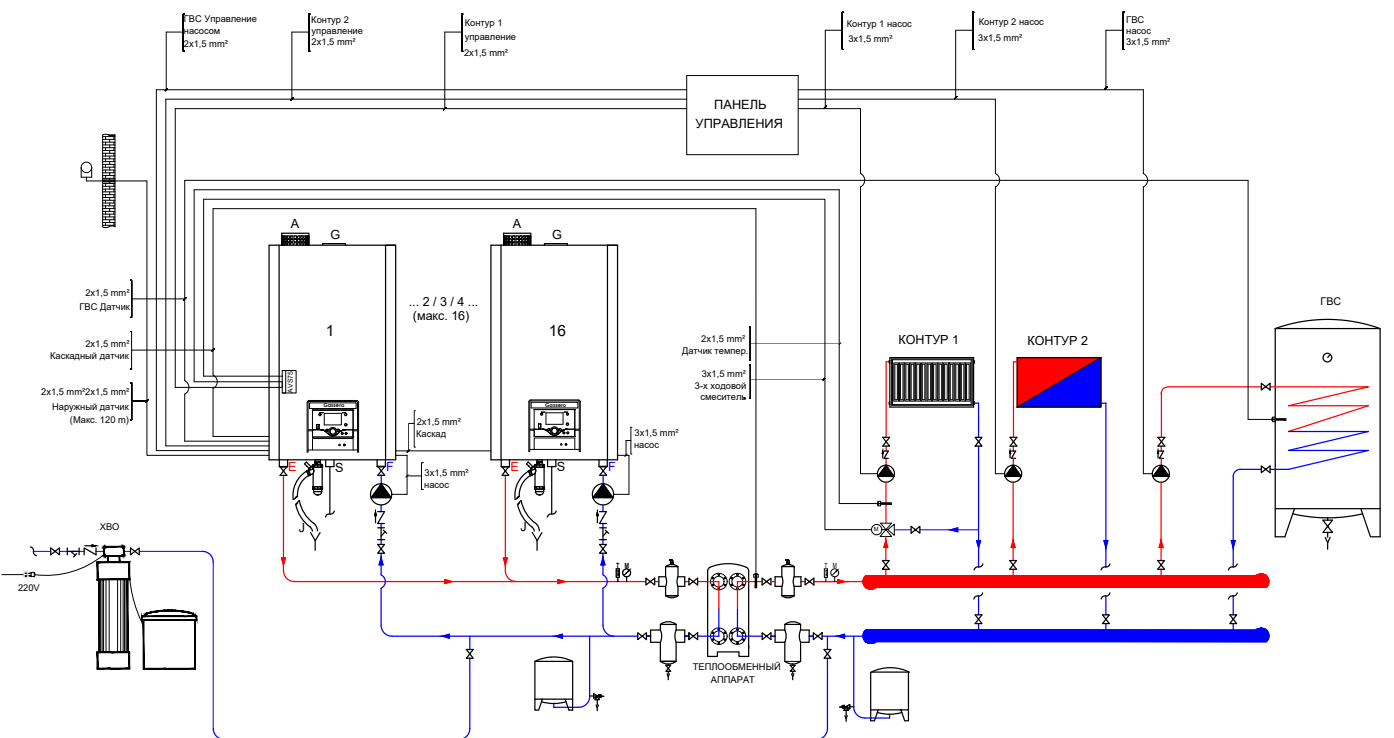 ГВС Управление
насосом
2x1,5 mm²
Контур 2
управление
2x1,5 mm²
Контур 1
управление
2x1,5 mm²
Контур 1 насос
3x1,5 mm²
Контур 2 насос
3x1,5 mm²
ГВС
насос
3x1,5 mm²
ПАНЕЛЬ
УПРАВЛЕНИЯ
A
G
A
G
2x1,5 mm²
ГВС Датчик
2x1,5 mm²
Каскадный датчик
2x1,5 mm²2x1,5 mm²
Наружный датчик
(Макс. 120 m)
1
... 2 / 3 / 4 ...
(макс. 16)
16
AVS75
Gassero
Gassero
2x1,5 mm²
Каскад
3x1,5 mm²
насос
3x1,5 mm²
насос
E
S
F
J
E
S
F
J
2x1,5 mm²
Датчик темпер.
3x1,5 mm²
3-х ходовой
смеситель
КОНТУР 1
КОНТУР 2
ГВС
M
ХВО
220V
T
M
T
M
ТЕПЛООБМЕННЫЙ
АППАРАТ